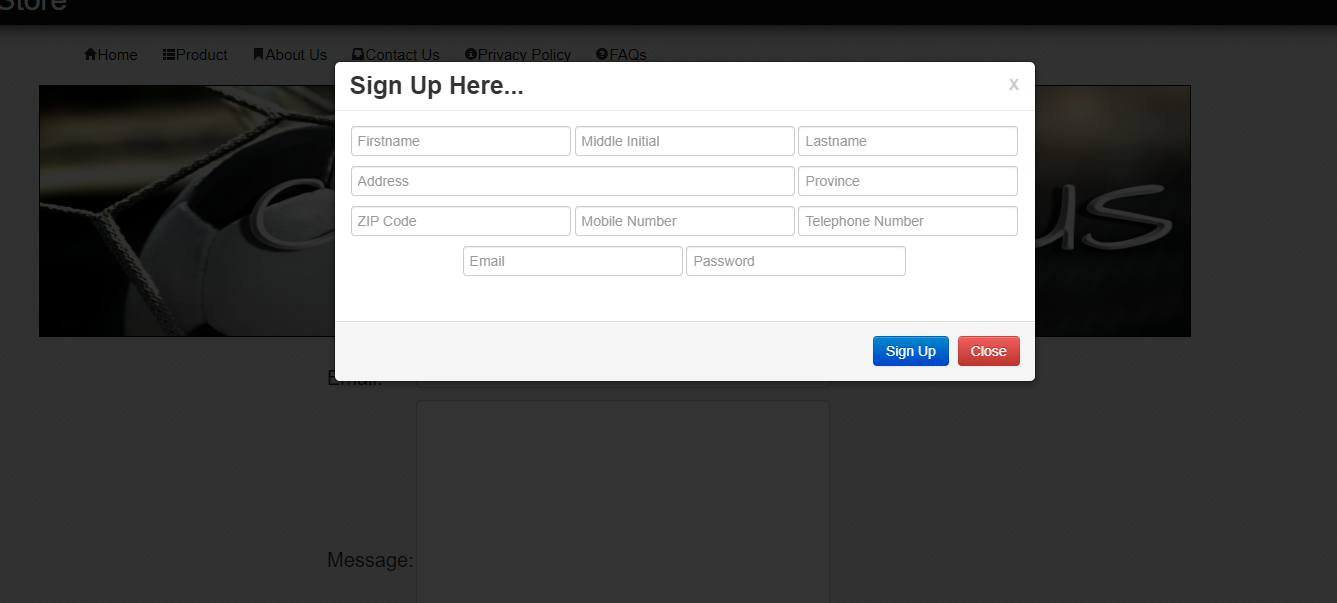 Store
Home Product About Us Contact Us Privacy Policy FAQs
Sign Up Here...
x
Firstname Middle Initial Lastname
Address Province
ZIP Code Mobile Number Telephone Number
Email Password
Sign Up Close
Email:
Message: